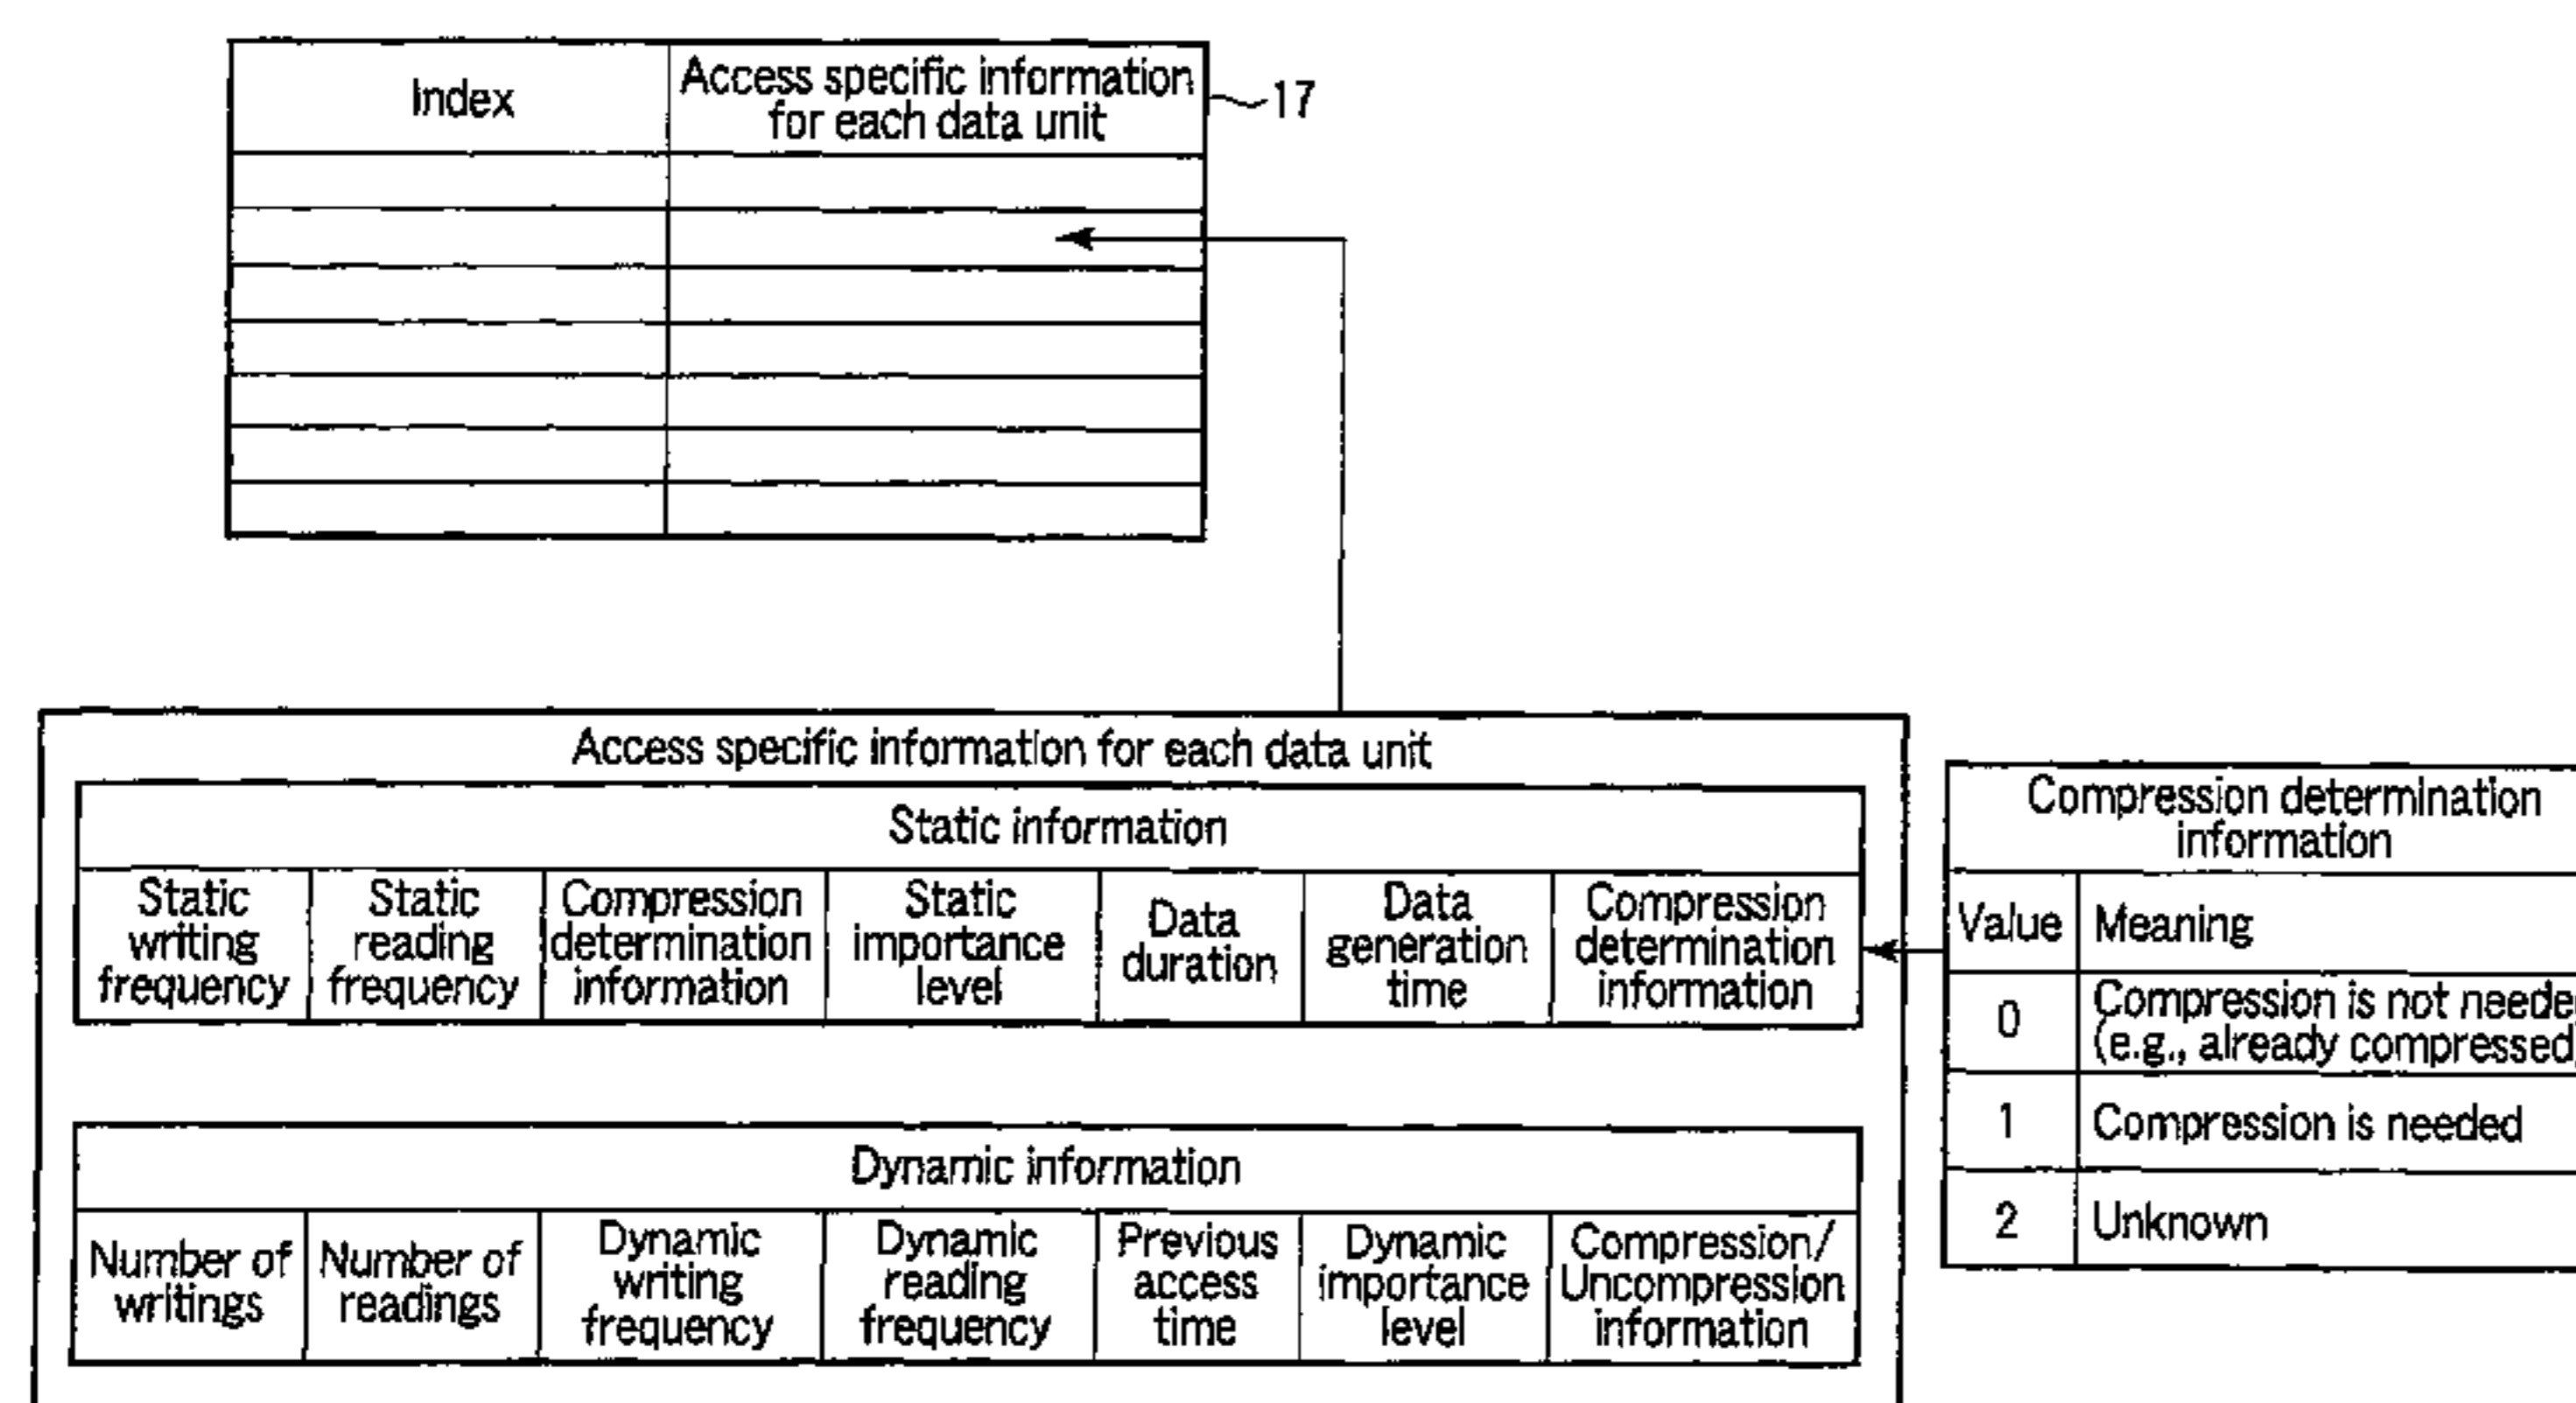 Index
Access specific information
for each data unit
17
Access specific information for each data unit
Static information
Static
writing
frequency
Static
reading
frequency
Compression
determination
information
Static
importance
level
Data
duration
Data
generation
time
Compression
determination
information
Dynamic information
Number of
writings
Number of
readings
Dynamic
writing
frequency
Dynamic
reading
frequency
Previous
access
time
Dynamic
importance
level
Compression/
Uncompression
information
Compression determination
information
Value
Meaning
0
Compression is not
(e.g., already compressed
1
Compression is needed
2
Unknown